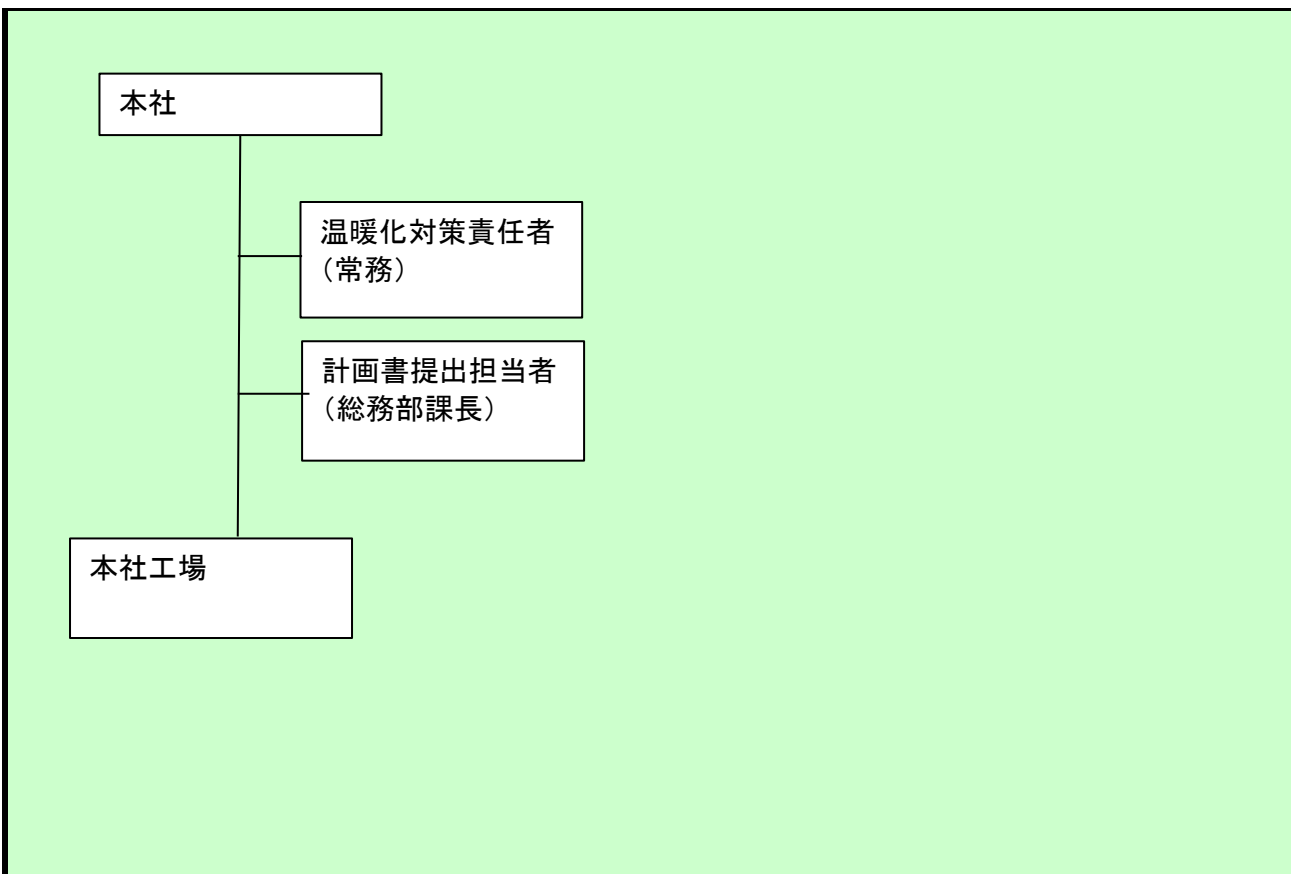 本社
温暖化対策責任者
（常務）
計画書提出担当者
（総務部課長）
本社工場